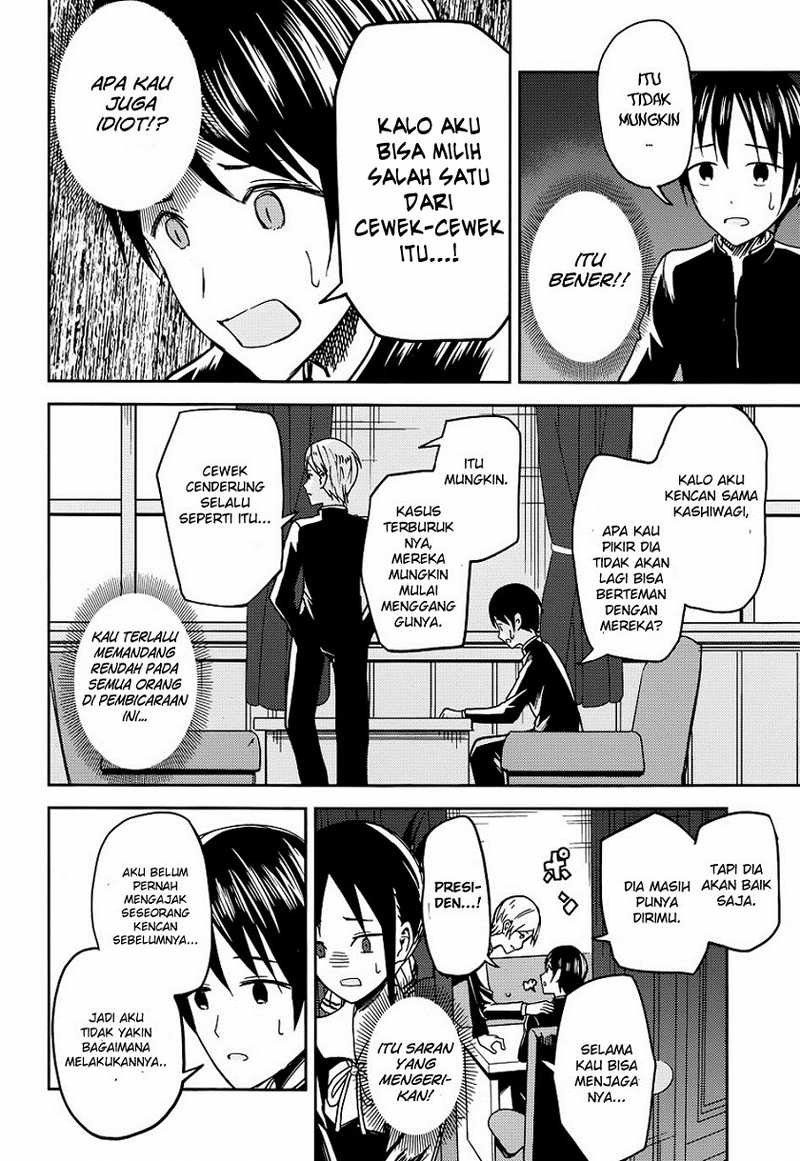 ITU
TIDAK
MUNGKIN
...
ITU
BENER!!
KALO AKU
BISA MILIH
SALAH SATU
DARI
CEWEK-CEWEK
ITU...!
APA KAU
JUGA
IDIOT!?
KALO AKU
KENCAN SAMA
KASHIWAGI,
APA KAU
PIKIR DIA
TIDAK AKAN
LAGI BISA
BERTEMAN
DENGAN
MEREKA?
ITU
MUNGKIN.
KASUS
TERBURUK
NYA,
MEREKA
MUNGKIN
MULAI
MENGGANG
GUNYA.
CEWEK
CENDERUNG
SELALU
SEPERTI ITU...
KAU TERLALU
MEMANDANG
RENDAH PADA
SEMUA ORANG
DI PEMBICARAAN
INI...
TAPI DIA
AKAN BAIK
SAJA.
DIA MASIH
PUNYA
DIRIMU.
ポン
SELAMA
KAU BISA
MENJAGA
NYA...
PRESI-
DEN...!
ITU SARAN
YANG
MENGERI-
KAN!
AKU BELUM
PERNAH
MENGAJAK
SESEORANG
KENCAN
SEBELUMNYA...
JADI AKU
TIDAK YAKIN
BAGAIMANA
MELAKUKANNYA..